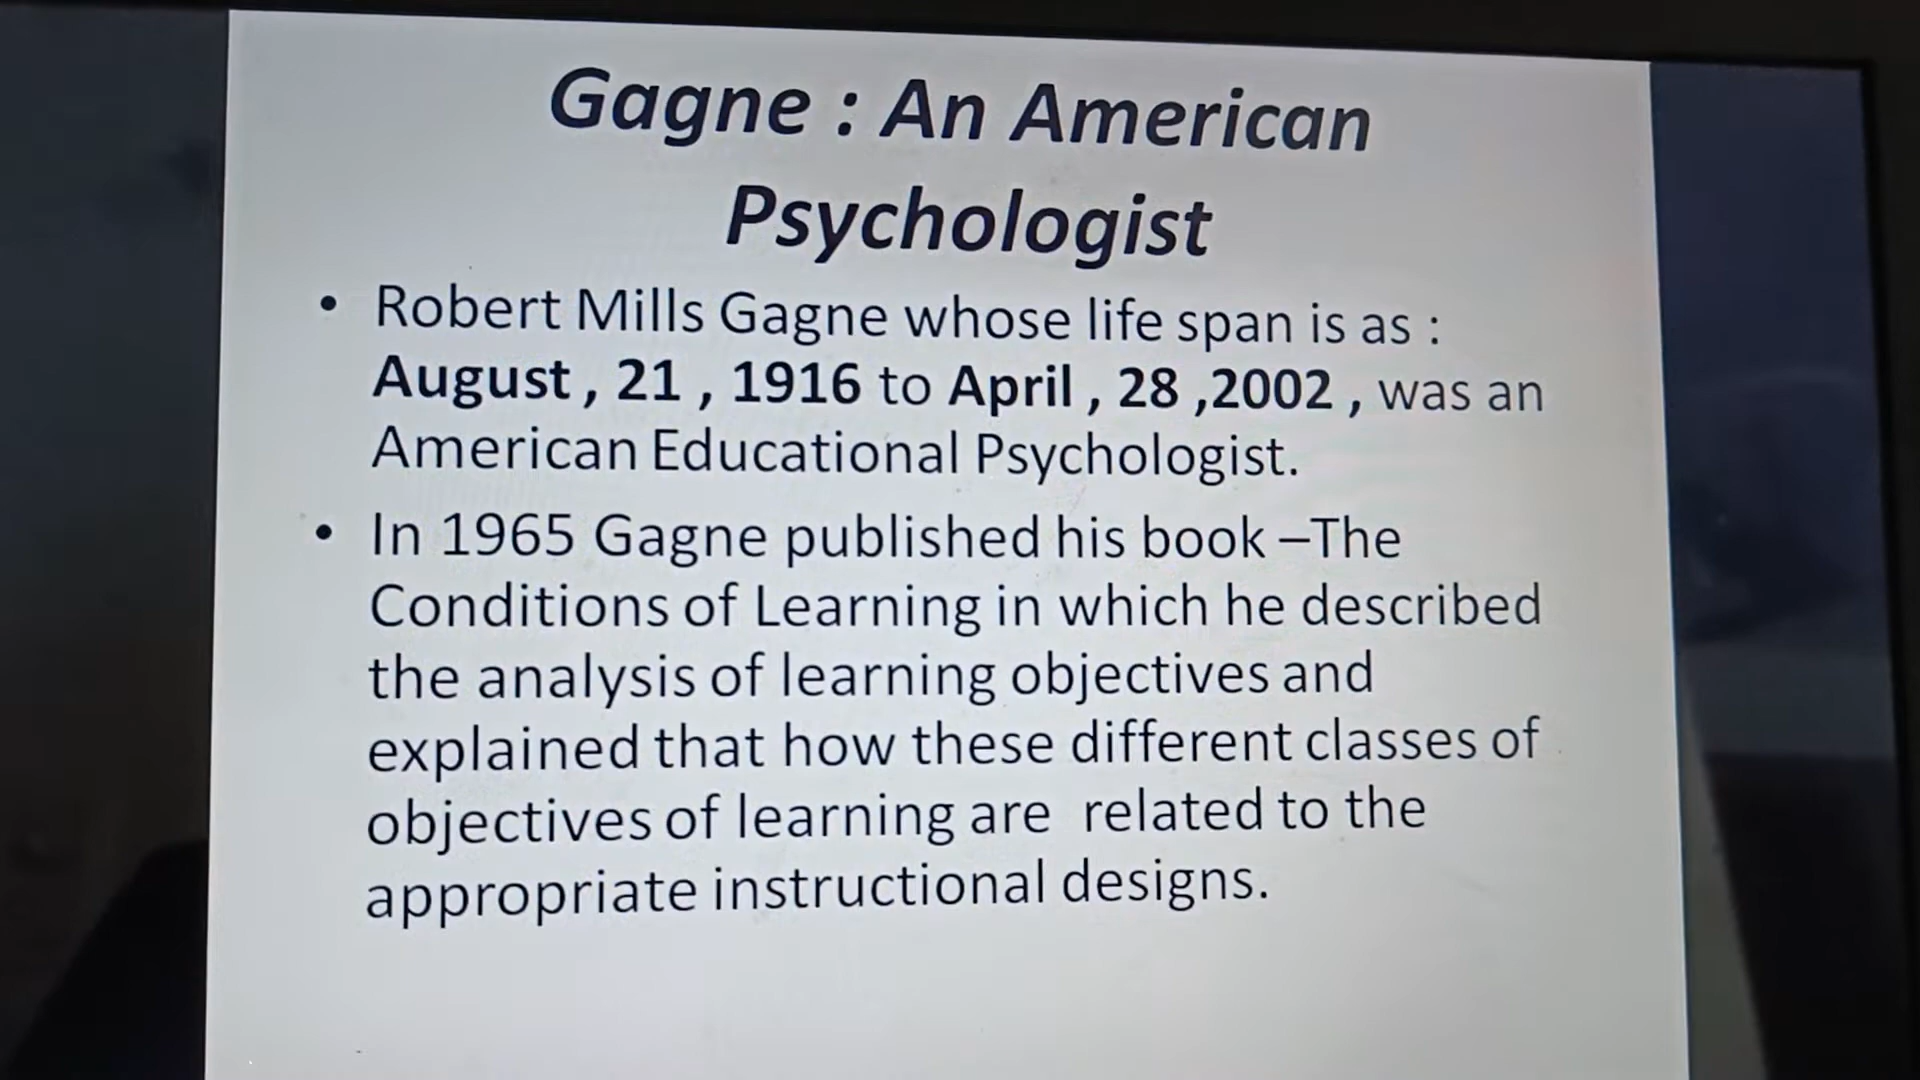 Gagne : An American
Psychologist
• Robert Mills Gagne whose life span is as :
August , 21 , 1916 to April , 28 ,2002 , was an
American Educational Psychologist.
• In 1965 Gagne published his book –The
Conditions of Learning in which he described
the analysis of learning objectives and
explained that how these different classes of
objectives of learning are related to the
appropriate instructional designs.